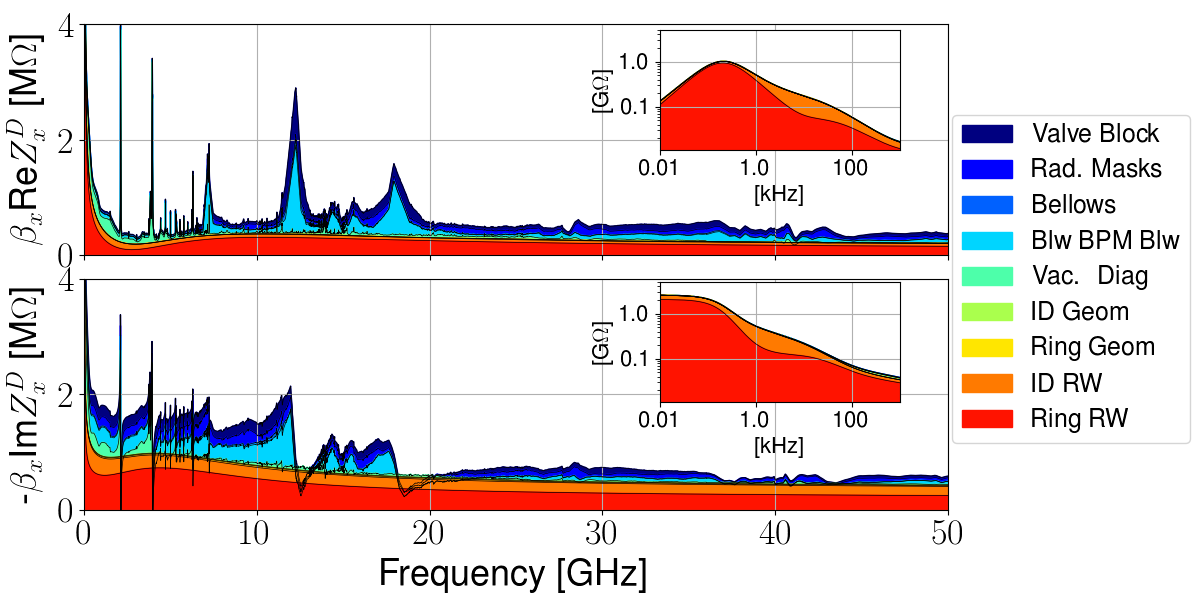 4
2
0
βₓReZₓᴰ [MΩ]
1.0
0.1
[GΩ]
0.01 1.0 100
[kHz]
4
2
0
-βₓImZₓᴰ [MΩ]
1.0
0.1
[GΩ]
0.01 1.0 100
[kHz]
0 10 20 30 40 50
Frequency [GHz]
Valve Block
Rad. Masks
Bellows
Blw BPM Blw
Vac. Diag
ID Geom
Ring Geom
ID RW
Ring RW